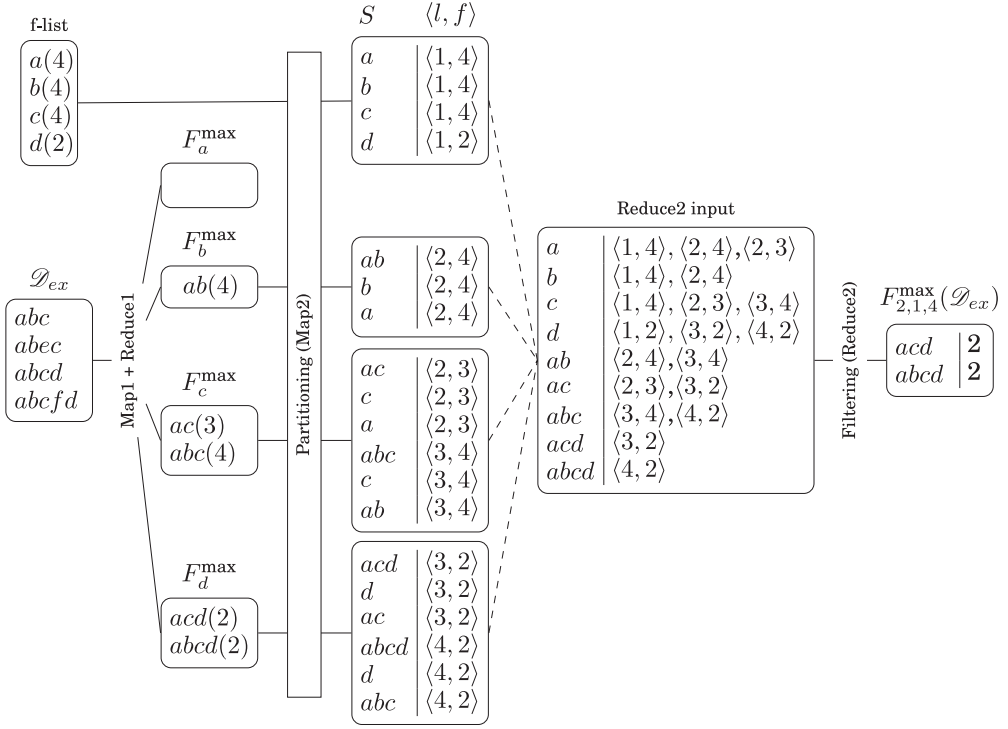 f-list
a(4)
b(4)
c(4)
d(2)
𝒟ex
abc
abec
abcd
abcfd
Map1 + Reduce1
F_a^max
F_b^max
ab(4)
F_c^max
ac(3)
abc(4)
F_d^max
acd(2)
abcd(2)
Partitioning (Map2)
S ⟨l, f⟩
a ⟨1, 4⟩
b ⟨1, 4⟩
c ⟨1, 4⟩
d ⟨1, 2⟩
ab ⟨2, 4⟩
b ⟨2, 4⟩
a ⟨2, 4⟩
ac ⟨2, 3⟩
c ⟨2, 3⟩
a ⟨2, 3⟩
abc ⟨3, 4⟩
c ⟨3, 4⟩
ab ⟨3, 4⟩
acd ⟨3, 2⟩
d ⟨3, 2⟩
ac ⟨3, 2⟩
abcd ⟨4, 2⟩
d ⟨4, 2⟩
abc ⟨4, 2⟩
Reduce2 input
a ⟨1, 4⟩, ⟨2, 4⟩,⟨2, 3⟩
b ⟨1, 4⟩, ⟨2, 4⟩
c ⟨1, 4⟩, ⟨2, 3⟩, ⟨3, 4⟩
d ⟨1, 2⟩, ⟨3, 2⟩, ⟨4, 2⟩
ab ⟨2, 4⟩,⟨3, 4⟩
ac ⟨2, 3⟩,⟨3, 2⟩
abc ⟨3, 4⟩,⟨4, 2⟩
acd ⟨3, 2⟩
abcd ⟨4, 2⟩
Filtering (Reduce2)
F_{2,1,4}^max(𝒟ex)
acd 2
abcd 2